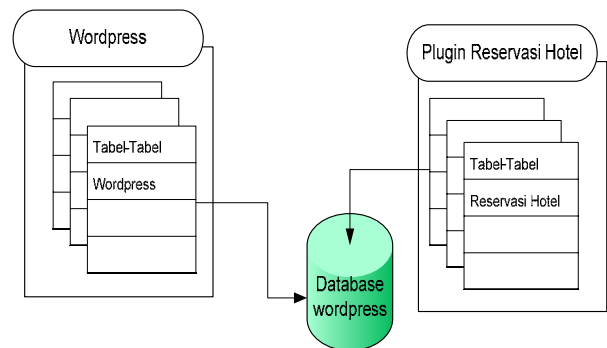 Wordpress
Tabel-Tabel
Wordpress
Plugin Reservasi Hotel
Tabel-Tabel
Reservasi Hotel
Database
wordpress